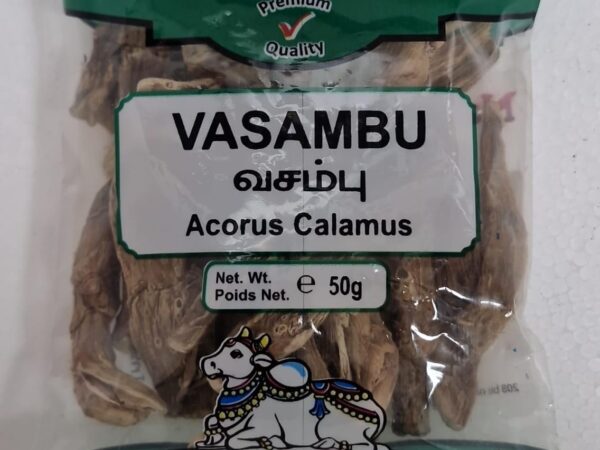 Premium
Quality
VASAMBU
வசம்பு
Acorus Calamus
Net. Wt.
Poids Net.
e 50g